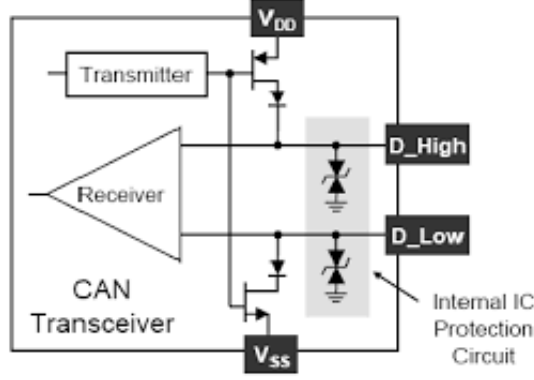 VDD
Transmitter
D_High
Receiver
D_Low
CAN
Transceiver
Internal IC
Protection
Circuit
VSS